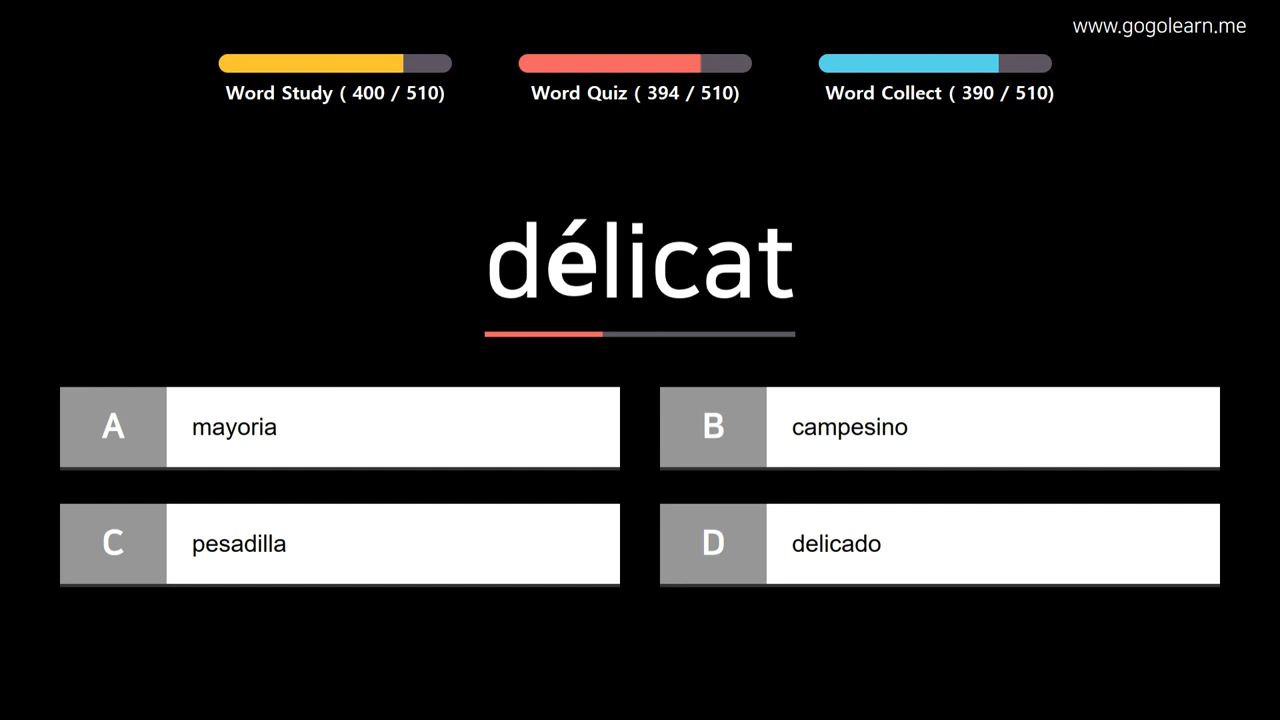 www.gogolearn.me
Word Study ( 400 / 510)
Word Quiz ( 394 / 510)
Word Collect ( 390 / 510)
délicat
A mayoria
B campesino
C pesadilla
D delicado